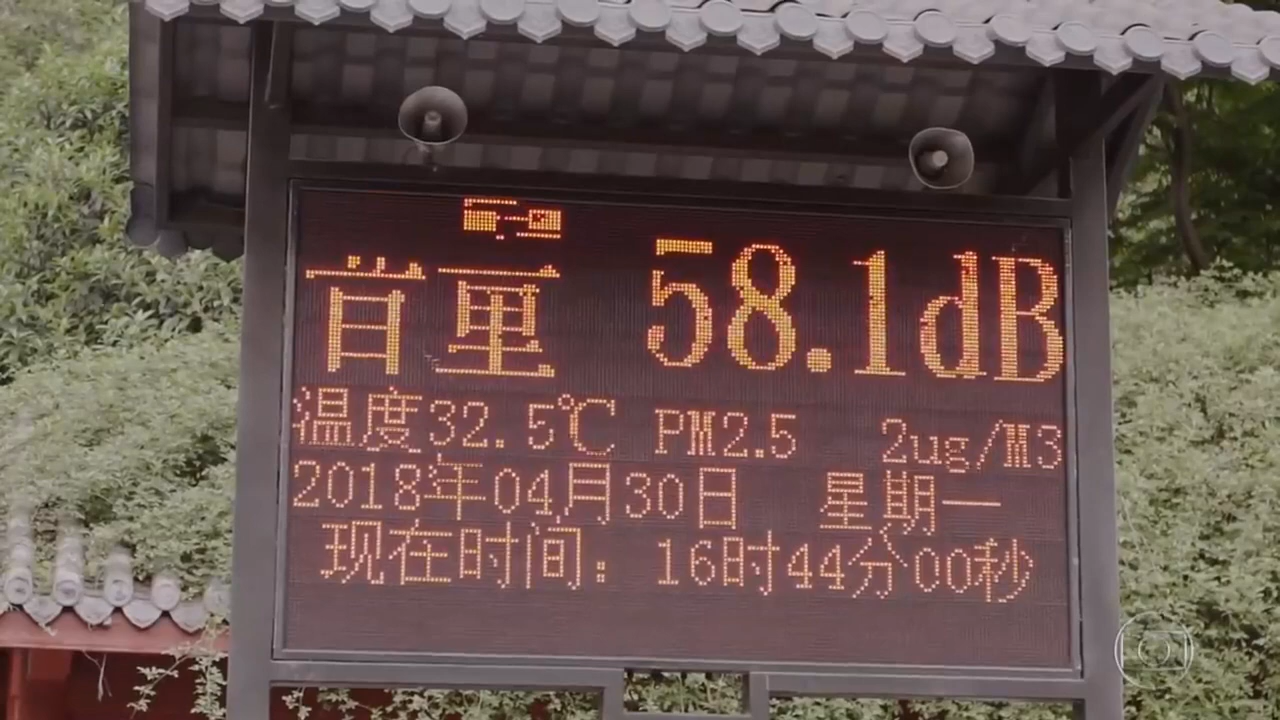 音量 58.1dB
温度32.5℃ PM2.5 2ug/M3
2018年04月30日 星期一
现在时间：16时44分00秒